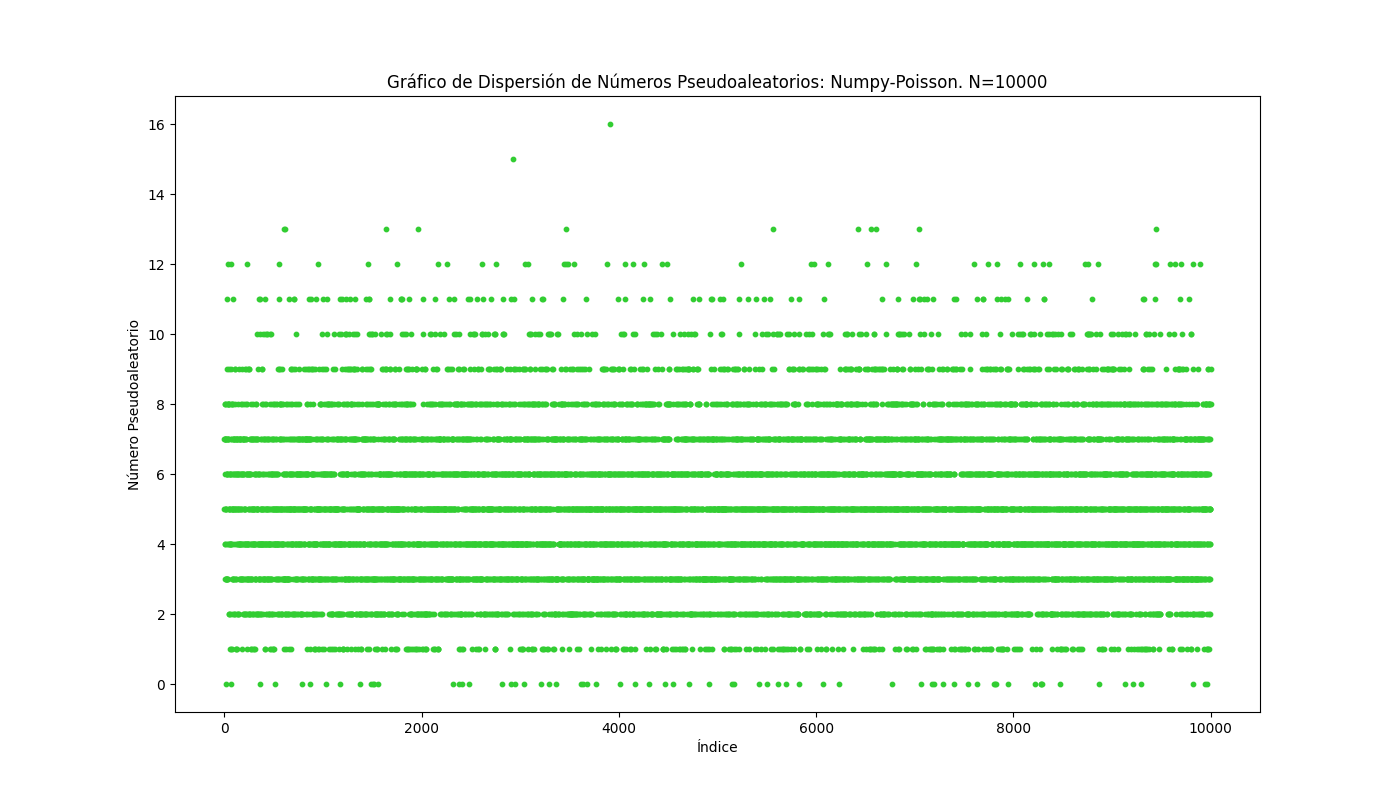 Gráfico de Dispersión de Números Pseudoaleatorios: Numpy-Poisson. N=10000
Número Pseudoaleatorio
16
14
12
10
8
6
4
2
0
0 2000 4000 6000 8000 10000
Índice